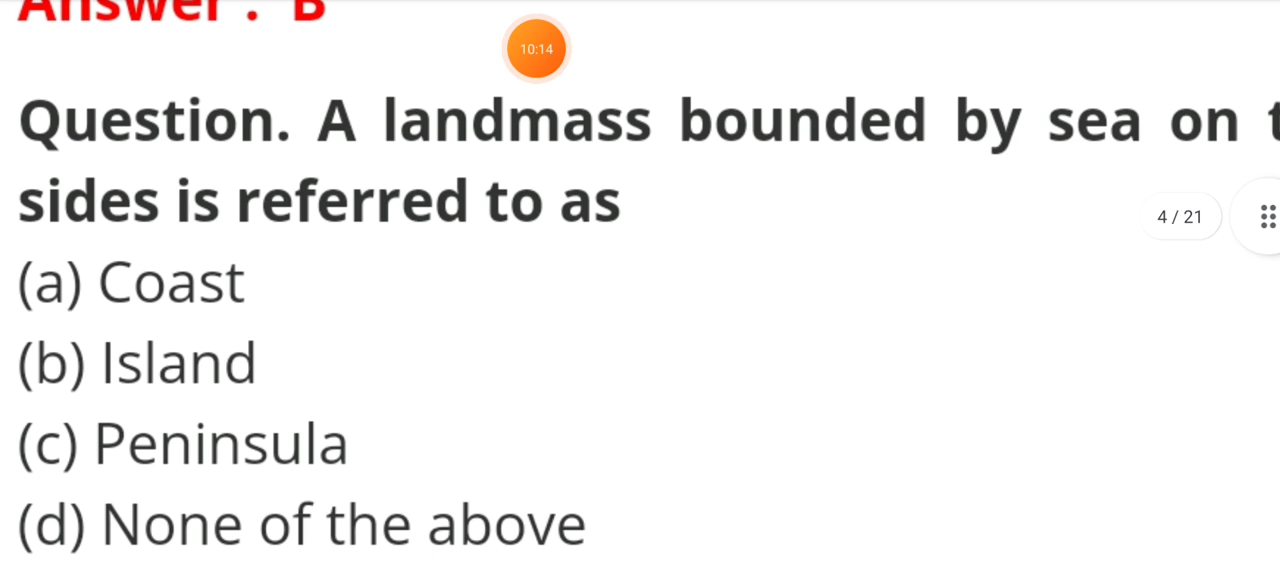 Answer : B
10:14
Question. A landmass bounded by sea on
sides is referred to as
4 / 21
(a) Coast
(b) Island
(c) Peninsula
(d) None of the above